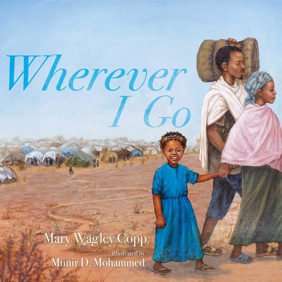 Wherever
I Go
Mary Wagley Copp
illustrated by
Munir D. Mohammed